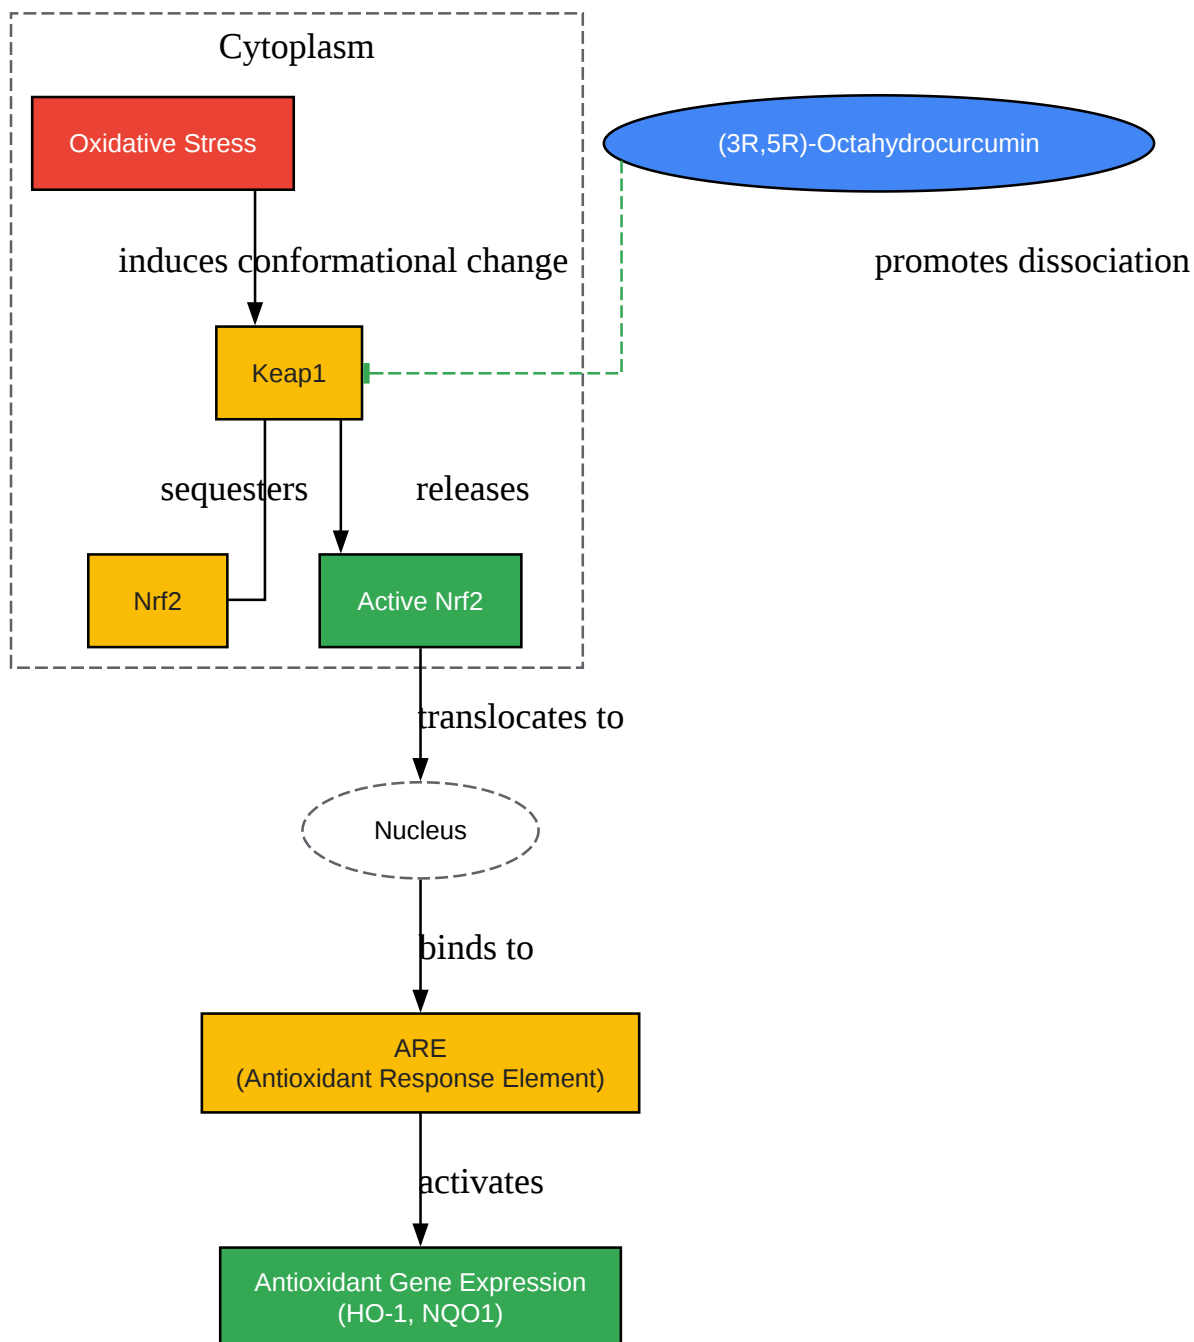 Cytoplasm
Oxidative Stress
(3R,5R)-Octahydrocurcumin
induces conformational change
promotes dissociation
Keap1
sequesters
releases
Nrf2
Active Nrf2
translocates to
Nucleus
binds to
ARE
(Antioxidant Response Element)
activates
Antioxidant Gene Expression
(HO-1, NQO1)